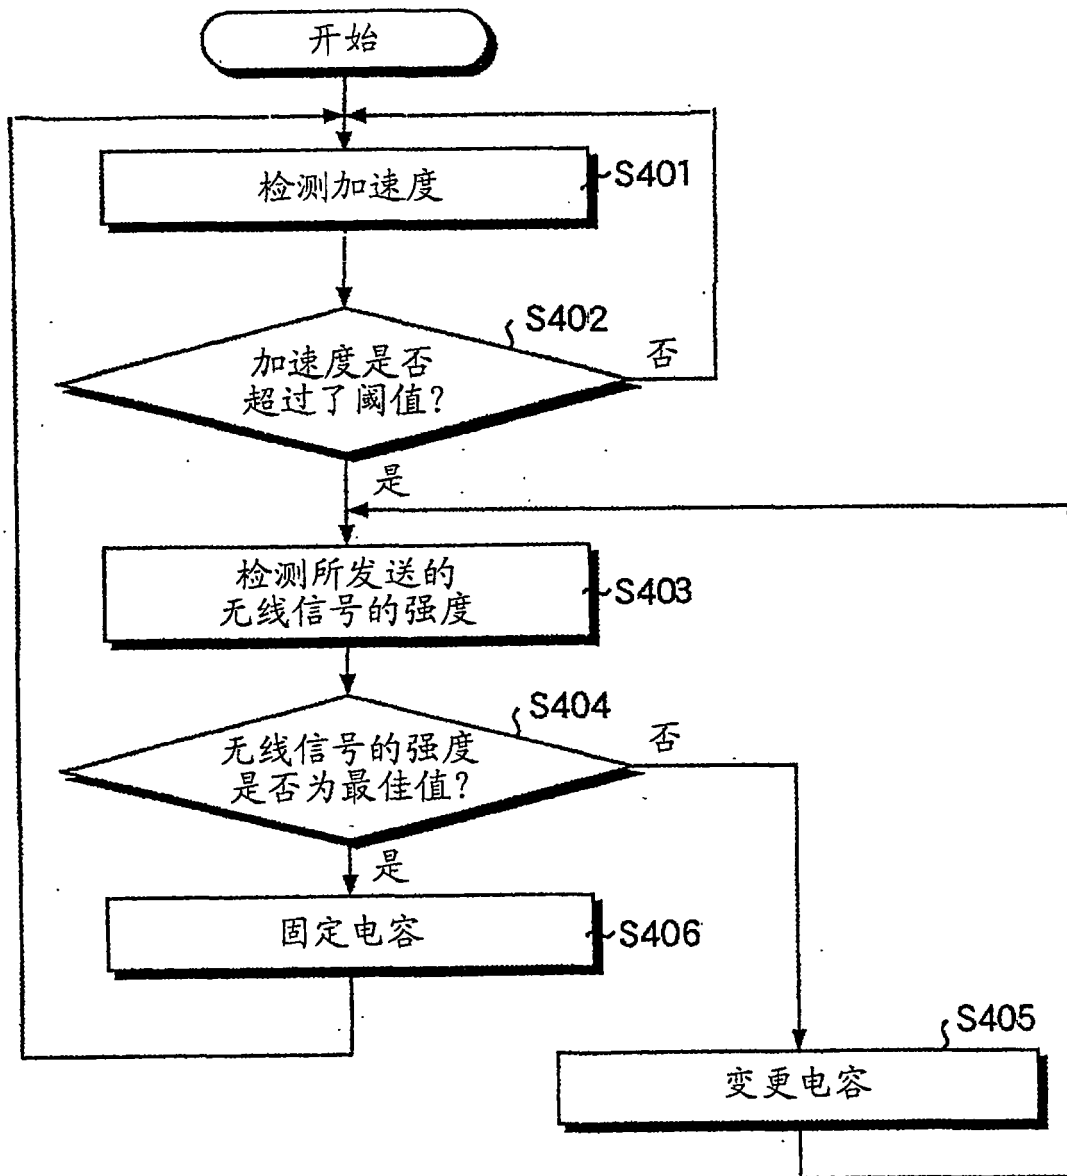 开始
检测加速度
S401
S402
加速度是否
超过了阈值?
否
是
检测所发送的
无线信号的强度
S403
S404
无线信号的强度
是否为最佳值?
否
是
固定电容
S406
S405
变更电容